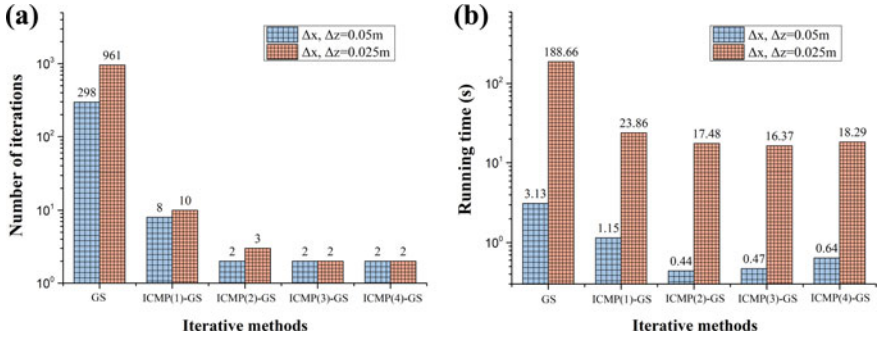 (a)
Δx, Δz=0.05m
Δx, Δz=0.025m
Number of iterations
10³
10²
10¹
10⁰
298
961
8
10
2
3
2
2
2
2
GS
ICMP(1)-GS
ICMP(2)-GS
ICMP(3)-GS
ICMP(4)-GS
Iterative methods
(b)
Δx, Δz=0.05m
Δx, Δz=0.025m
Running time (s)
10²
10¹
10⁰
3.13
188.66
1.15
23.86
0.44
17.48
0.47
16.37
0.64
18.29
GS
ICMP(1)-GS
ICMP(2)-GS
ICMP(3)-GS
ICMP(4)-GS
Iterative methods